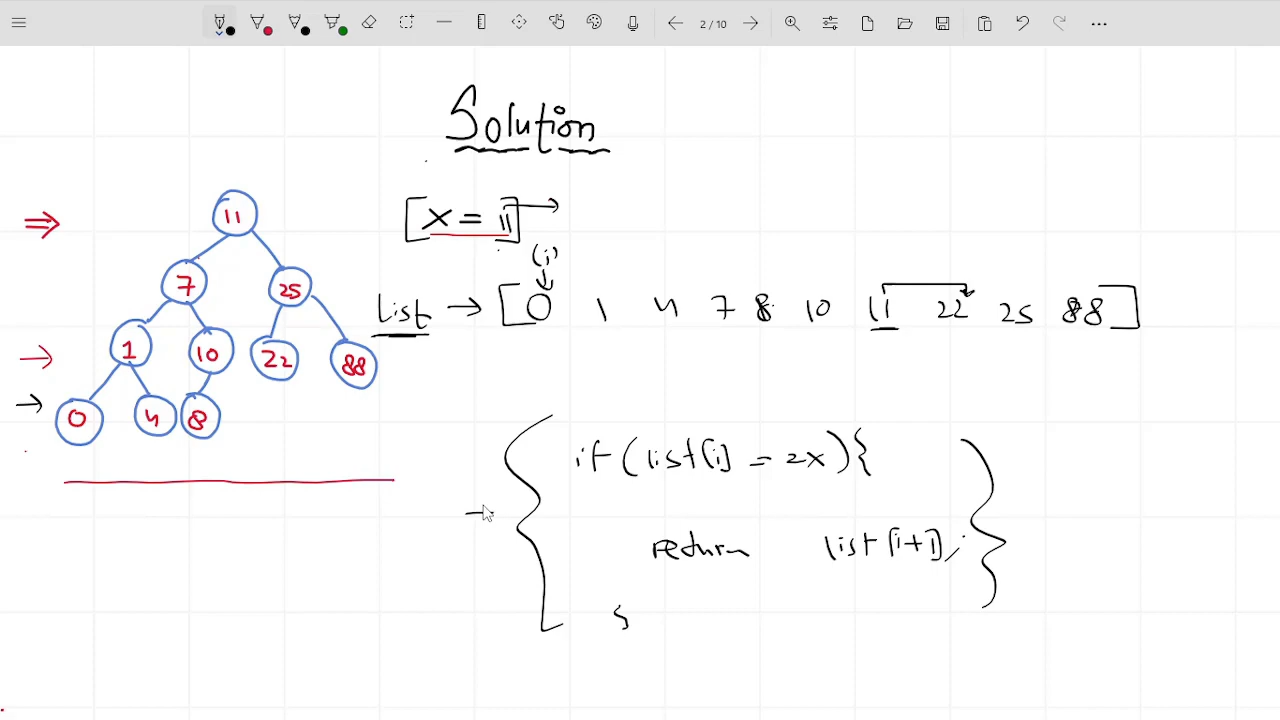 2 / 10
Solution
[x = 11]
(i)
List → [0 1 4 7 8 10 11 22 25 88]
11
7 25
1 10 22 88
0 4 8
if (list[i] == 2x) {
return list[i+1];
}